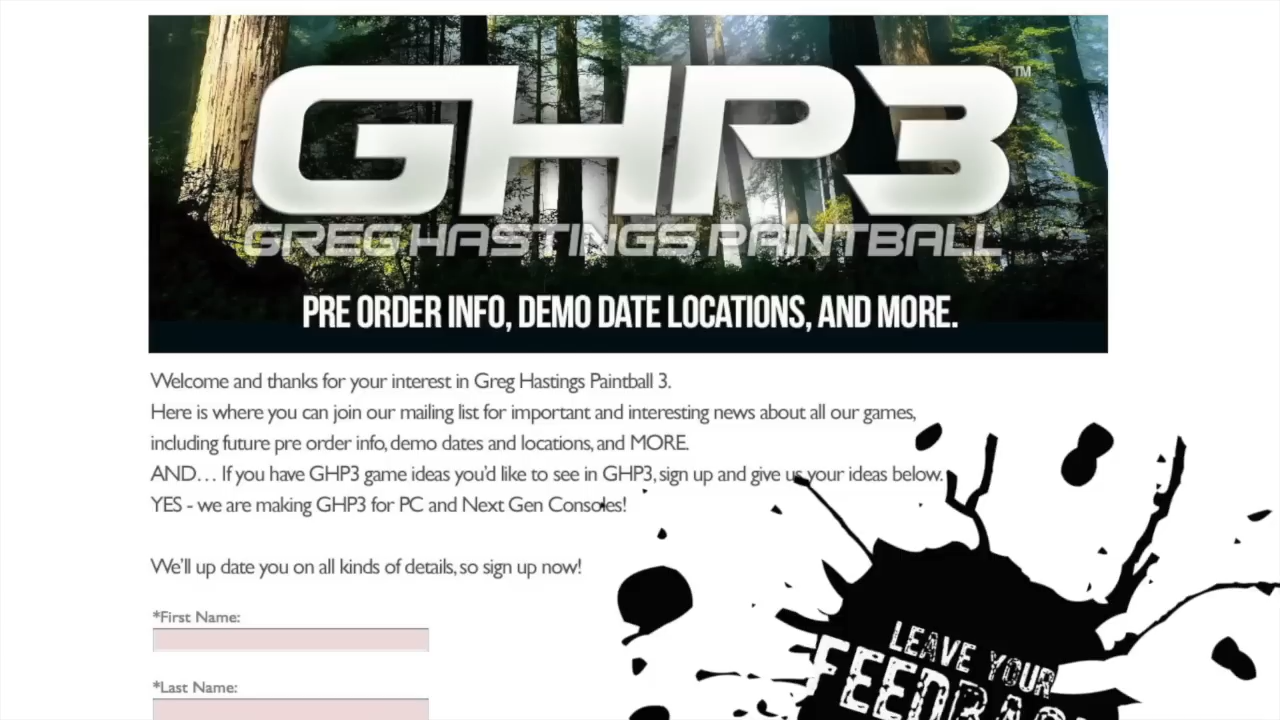 GHP3™
GREG HASTINGS PAINTBALL
PRE ORDER INFO, DEMO DATE LOCATIONS, AND MORE.
Welcome and thanks for your interest in Greg Hastings Paintball 3.
Here is where you can join our mailing list for important and interesting news about all our games,
including future pre order info, demo dates and locations, and MORE.
AND… If you have GHP3 game ideas you'd like to see in GHP3, sign up and give us your ideas below.
YES - we are making GHP3 for PC and Next Gen Consoles!
We'll up date you on all kinds of details, so sign up now!
*First Name:
*Last Name:
LEAVE YOUR
FEEDBAC